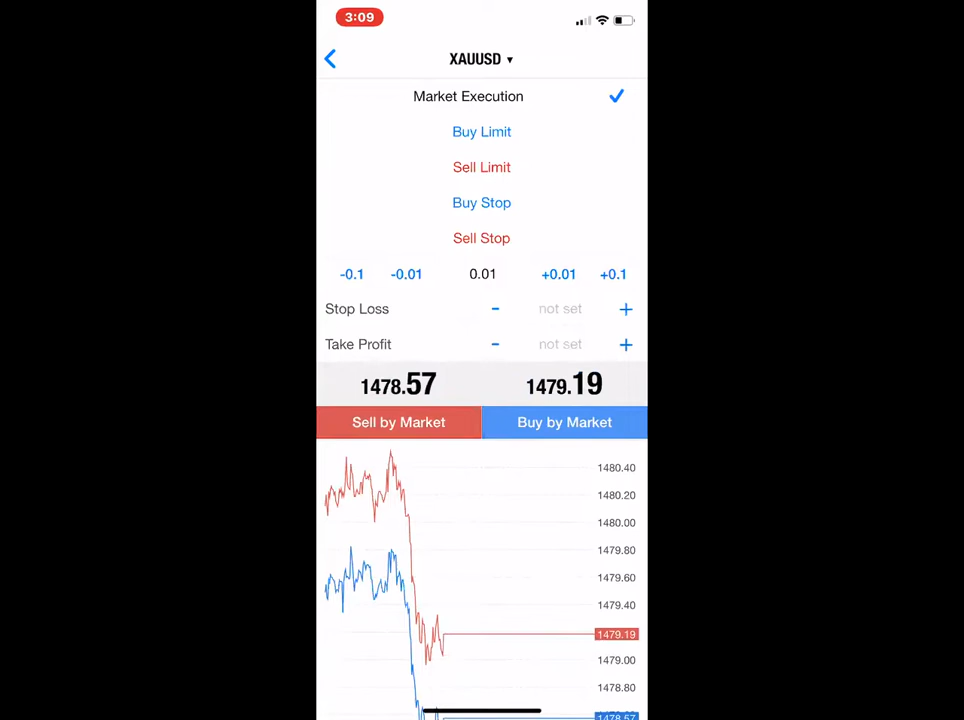 3:09
XAUUSD ▾
Market Execution
Buy Limit
Sell Limit
Buy Stop
Sell Stop
-0.1 -0.01 0.01 +0.01 +0.1
Stop Loss - not set +
Take Profit - not set +
1478.57 1479.19
Sell by Market Buy by Market
1480.40
1480.20
1480.00
1479.80
1479.60
1479.40
1479.19
1479.00
1478.80
1478.57